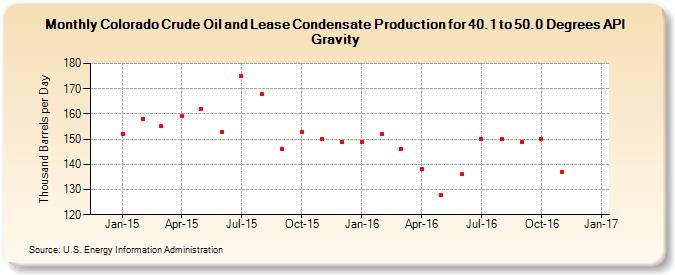 Monthly Colorado Crude Oil and Lease Condensate Production for 40.1 to 50.0 Degrees API
Gravity
Thousand Barrels per Day
180
170
160
150
140
130
120
Jan-15 Apr-15 Jul-15 Oct-15 Jan-16 Apr-16 Jul-16 Oct-16 Jan-17
Source: U.S. Energy Information Administration